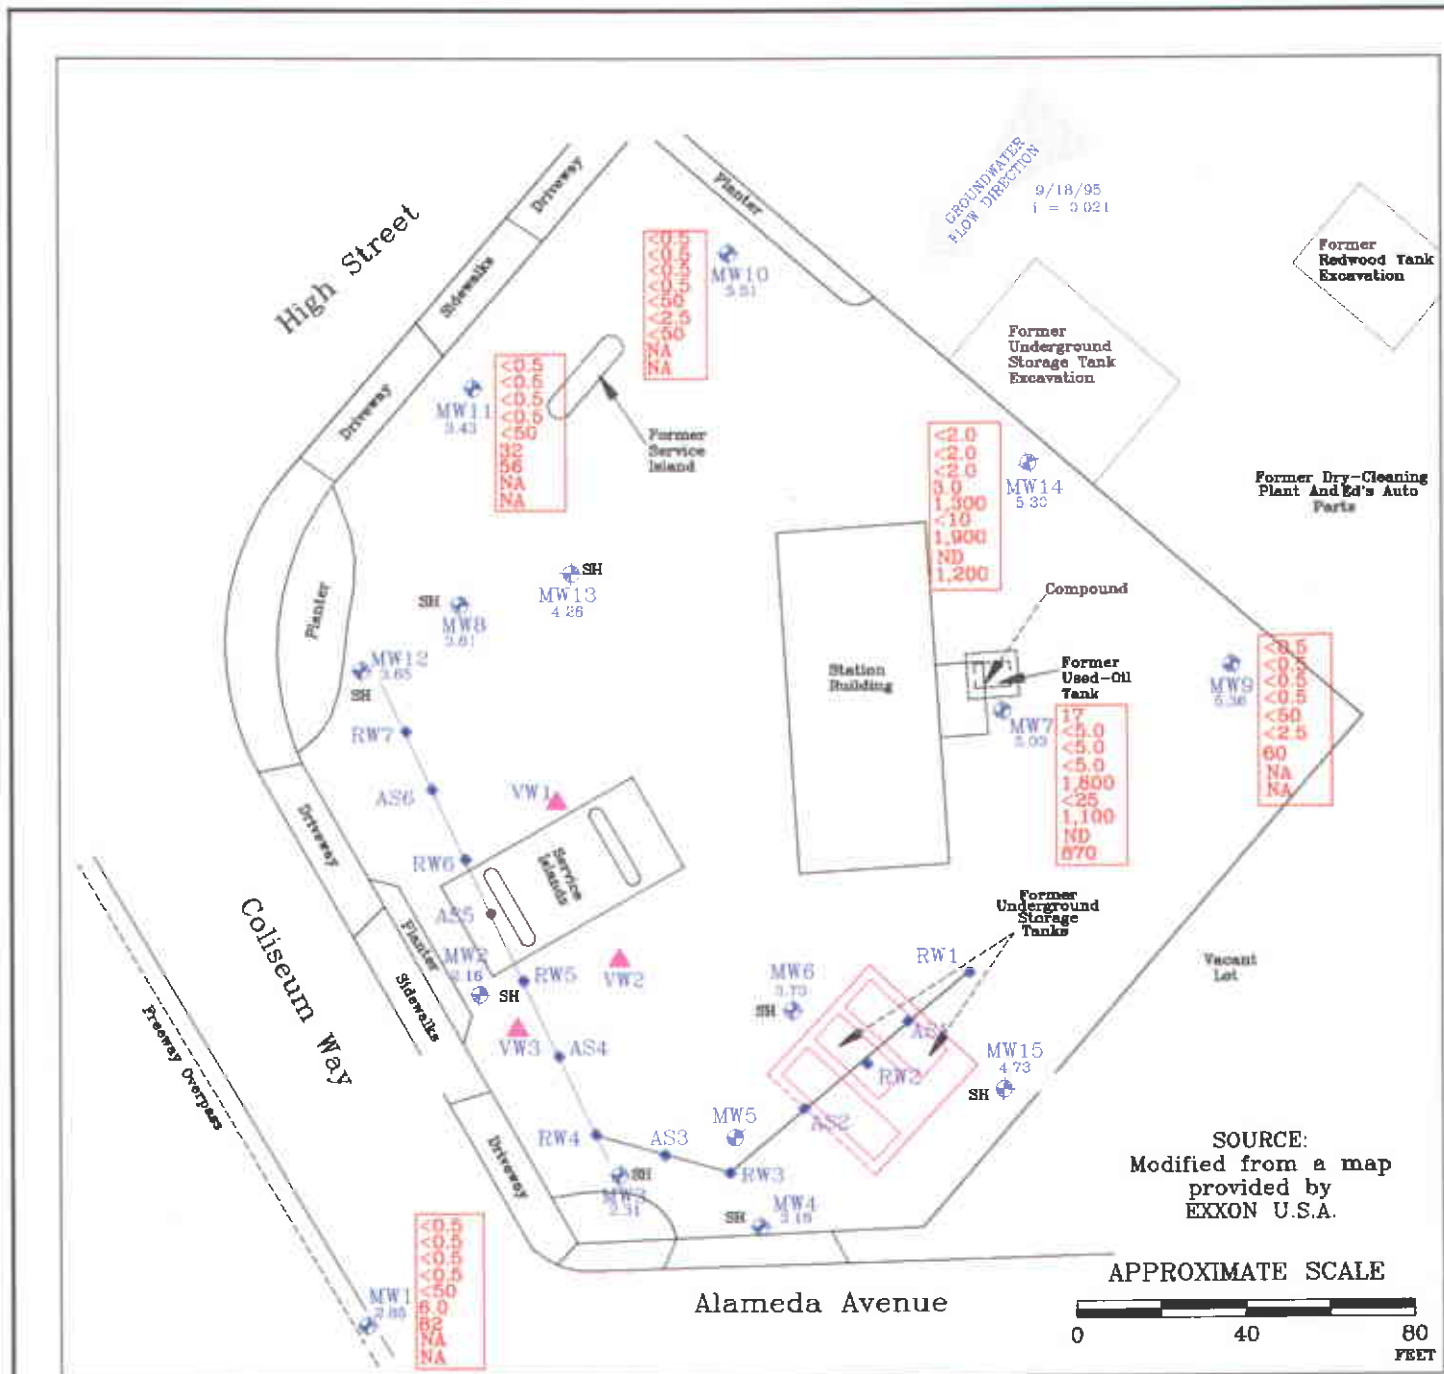 GROUNDWATER
FLOW DIRECTION
9/18/95
Driveway
Planter
High Street
Sidewalks
Driveway
Planter
Former
Redwood Tank
Excavation
<0.5
<0.5
<0.5
<0.5
<50
<2.5
<50
NA
NA
MW10
Former
Underground
Storage Tank
Excavation
MW11
3.43
<0.5
<0.5
<0.5
<0.5
<50
32
56
NA
NA
Former
Service
Island
<2.0
<2.0
<2.0
3.0
1,300
<10
1,900
ND
1,200
MW14
5.30
Former Dry-Cleaning
Plant And Ed's Auto
Parts
SH
MW13
4.26
SH
MW8
3.81
Compound
MW12
3.65
SH
Station
Building
Former
Used-Oil
Tank
MW9
5.36
<0.5
<0.5
<0.5
<0.5
<50
<2.5
60
NA
NA
MW7
17
<5.0
<5.0
<5.0
1,800
<25
1,100
ND
870
RW7
AS6
VW1
Driveway
RW6
Service
Islands
AS5
Coliseum Way
Planter
Sidewalks
Freeway Overpass
MW2
SH
RW5
VW2
VW3
AS4
Former
Underground
Storage
Tanks
RW1
MW6
3.73
SH
RW2
MW15
4.73
SH
Vacant
Lot
AS2
MW5
RW4
AS3
RW3
Driveway
SH
MW3
2.31
SH
MW4
SOURCE:
Modified from a map
provided by
EXXON U.S.A.
MW1
2.85
<0.5
<0.5
<0.5
<0.5
<50
6.0
82
NA
NA
Alameda Avenue
APPROXIMATE SCALE
0 40 80
FEET